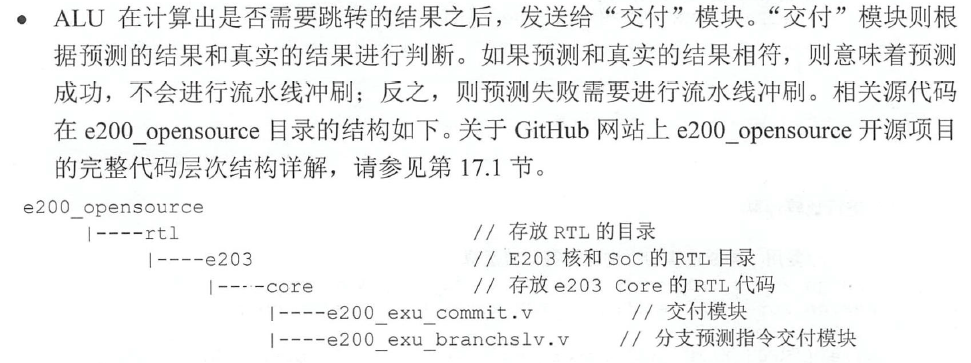 • ALU 在计算出是否需要跳转的结果之后，发送给“交付”模块。“交付”模块则根
据预测的结果和真实的结果进行判断。如果预测和真实的结果相符，则意味着预测
成功，不会进行流水线冲刷；反之，则预测失败需要进行流水线冲刷。相关源代码
在 e200_opensource 目录的结构如下。关于 GitHub 网站上 e200_opensource 开源项目
的完整代码层次结构详解，请参见第 17.1 节。
e200_opensource
|----rtl // 存放 RTL 的目录
|----e203 // E203 核和 SoC 的 RTL 目录
|----core // 存放 e203 Core 的 RTL 代码
|----e200_exu_commit.v // 交付模块
|----e200_exu_branchslv.v // 分支预测指令交付模块